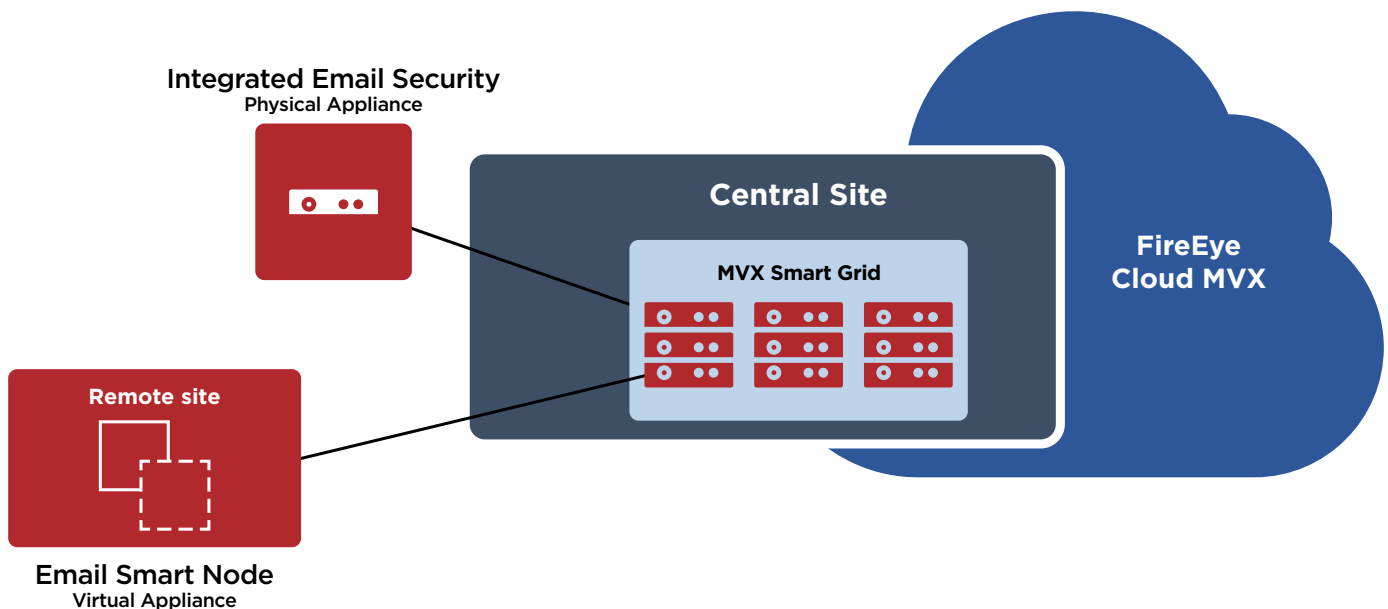 Integrated Email Security
Physical Appliance
Central Site
MVX Smart Grid
FireEye
Cloud MVX
Remote site
Email Smart Node
Virtual Appliance